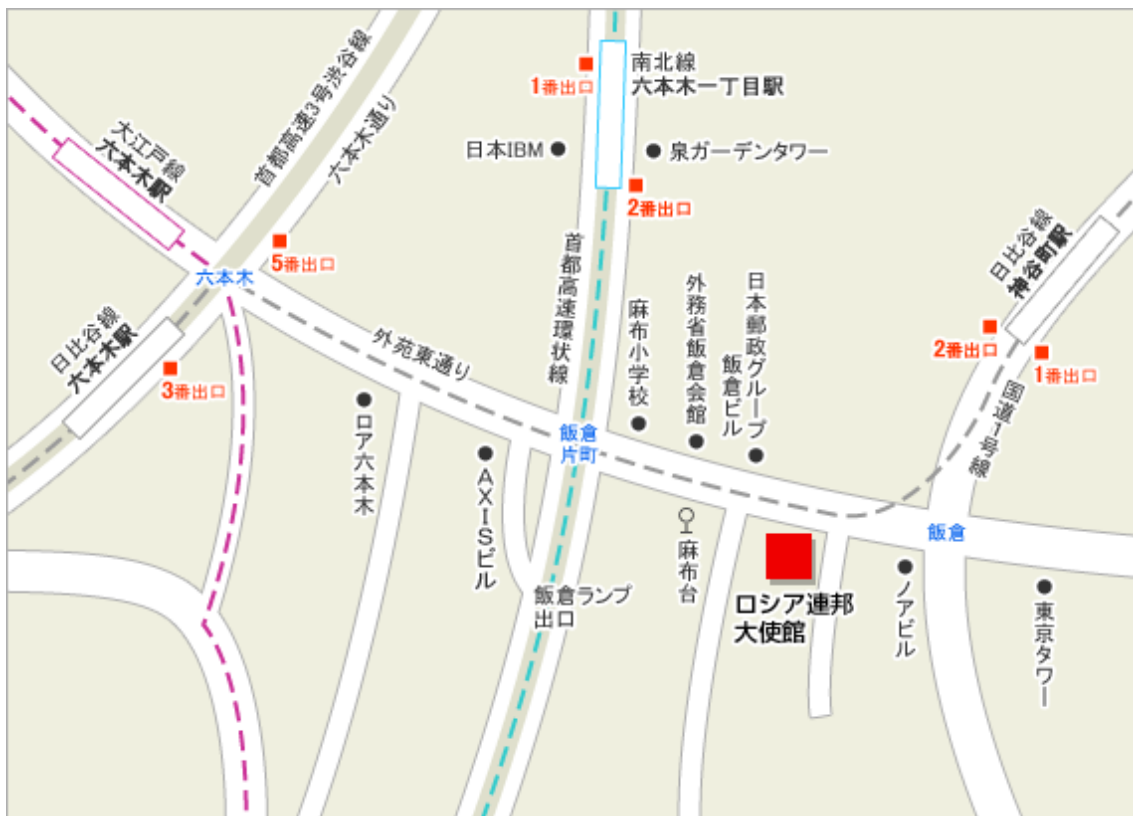 南北線
六本木一丁目駅
1番出口
日本IBM
泉ガーデンタワー
2番出口
首都高速3号渋谷線
六本木通り
大江戸線
六本木駅
5番出口
六本木
日比谷線
六本木駅
3番出口
外苑東通り
首都高速環状線
麻布小学校
外務省飯倉会館
日本郵政グループ
飯倉ビル
日比谷線
神谷町駅
2番出口
1番出口
国道1号線
ロア六本木
AXISビル
飯倉
片町
飯倉ランプ
出口
麻布台
ロシア連邦
大使館
飯倉
ノアビル
東京タワー